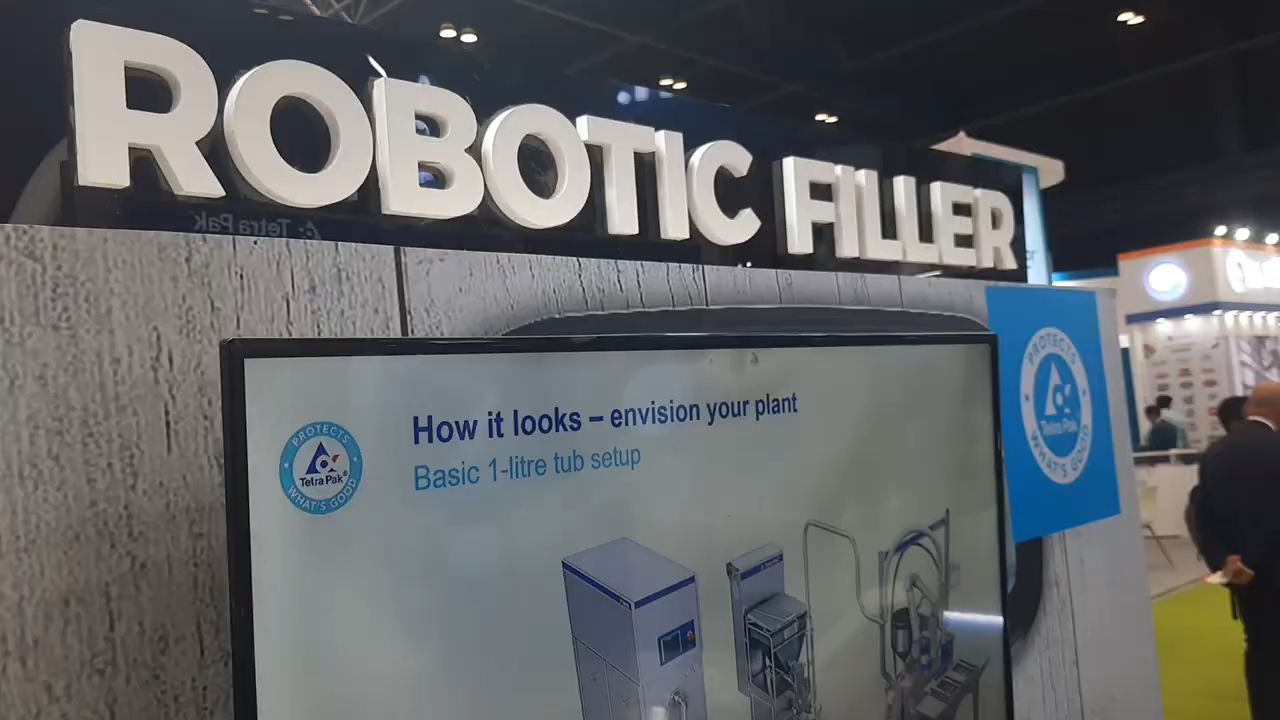 ROBOTIC FILLER
Tetra Pak
How it looks – envision your plant
Basic 1-litre tub setup
PROTECTS
Tetra Pak®
WHAT'S GOOD
PROTECTS
Tetra Pak
WHAT'S GOOD